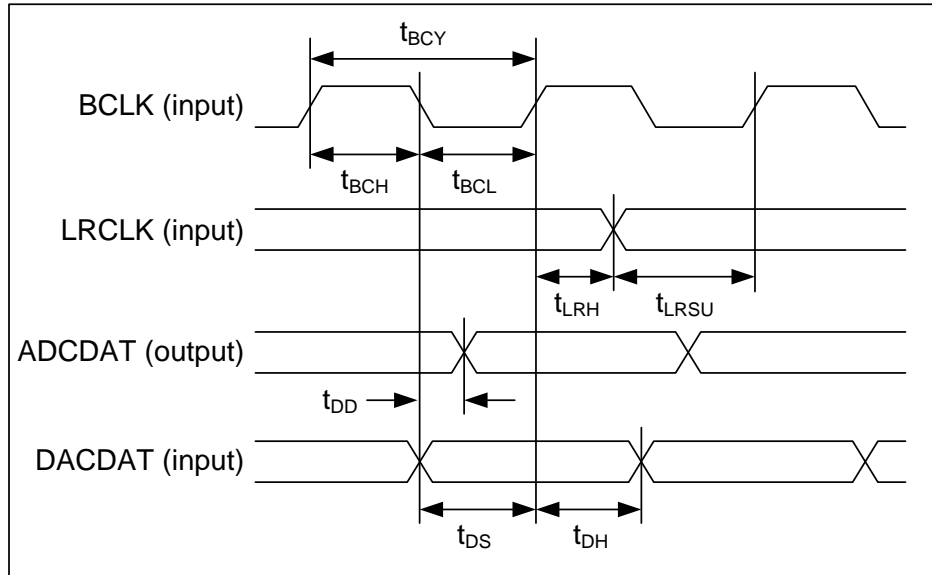 tBCY
BCLK (input)
tBCH tBCL
LRCLK (input)
tLRH tLRSU
ADCDAT (output)
tDD
DACDAT (input)
tDS tDH